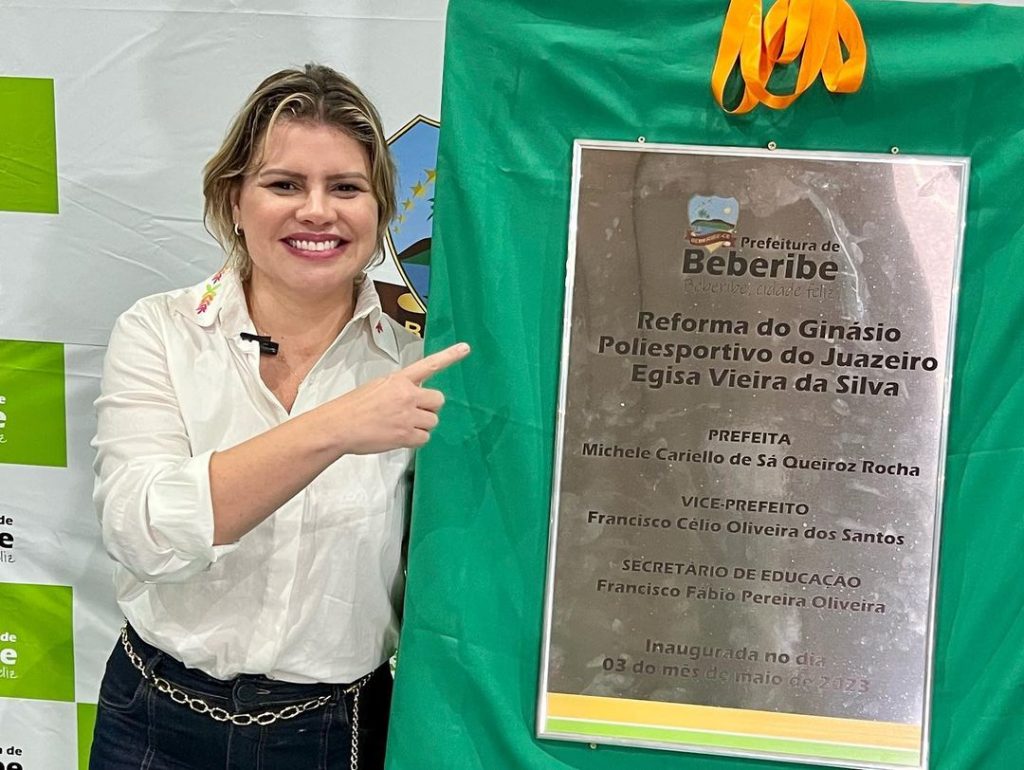 BEBERIBE-CE
Prefeitura de
Beberibe
Beberibe, cidade feliz!
Reforma do Ginásio
Poliesportivo do Juazeiro
Egisa Vieira da Silva
PREFEITA
Michele Cariello de Sá Queiroz Rocha
VICE-PREFEITO
Francisco Célio Oliveira dos Santos
SECRETÁRIO DE EDUCAÇÃO
Francisco Fábio Pereira Oliveira
Inaugurada no dia
03 do mês de maio de 2023